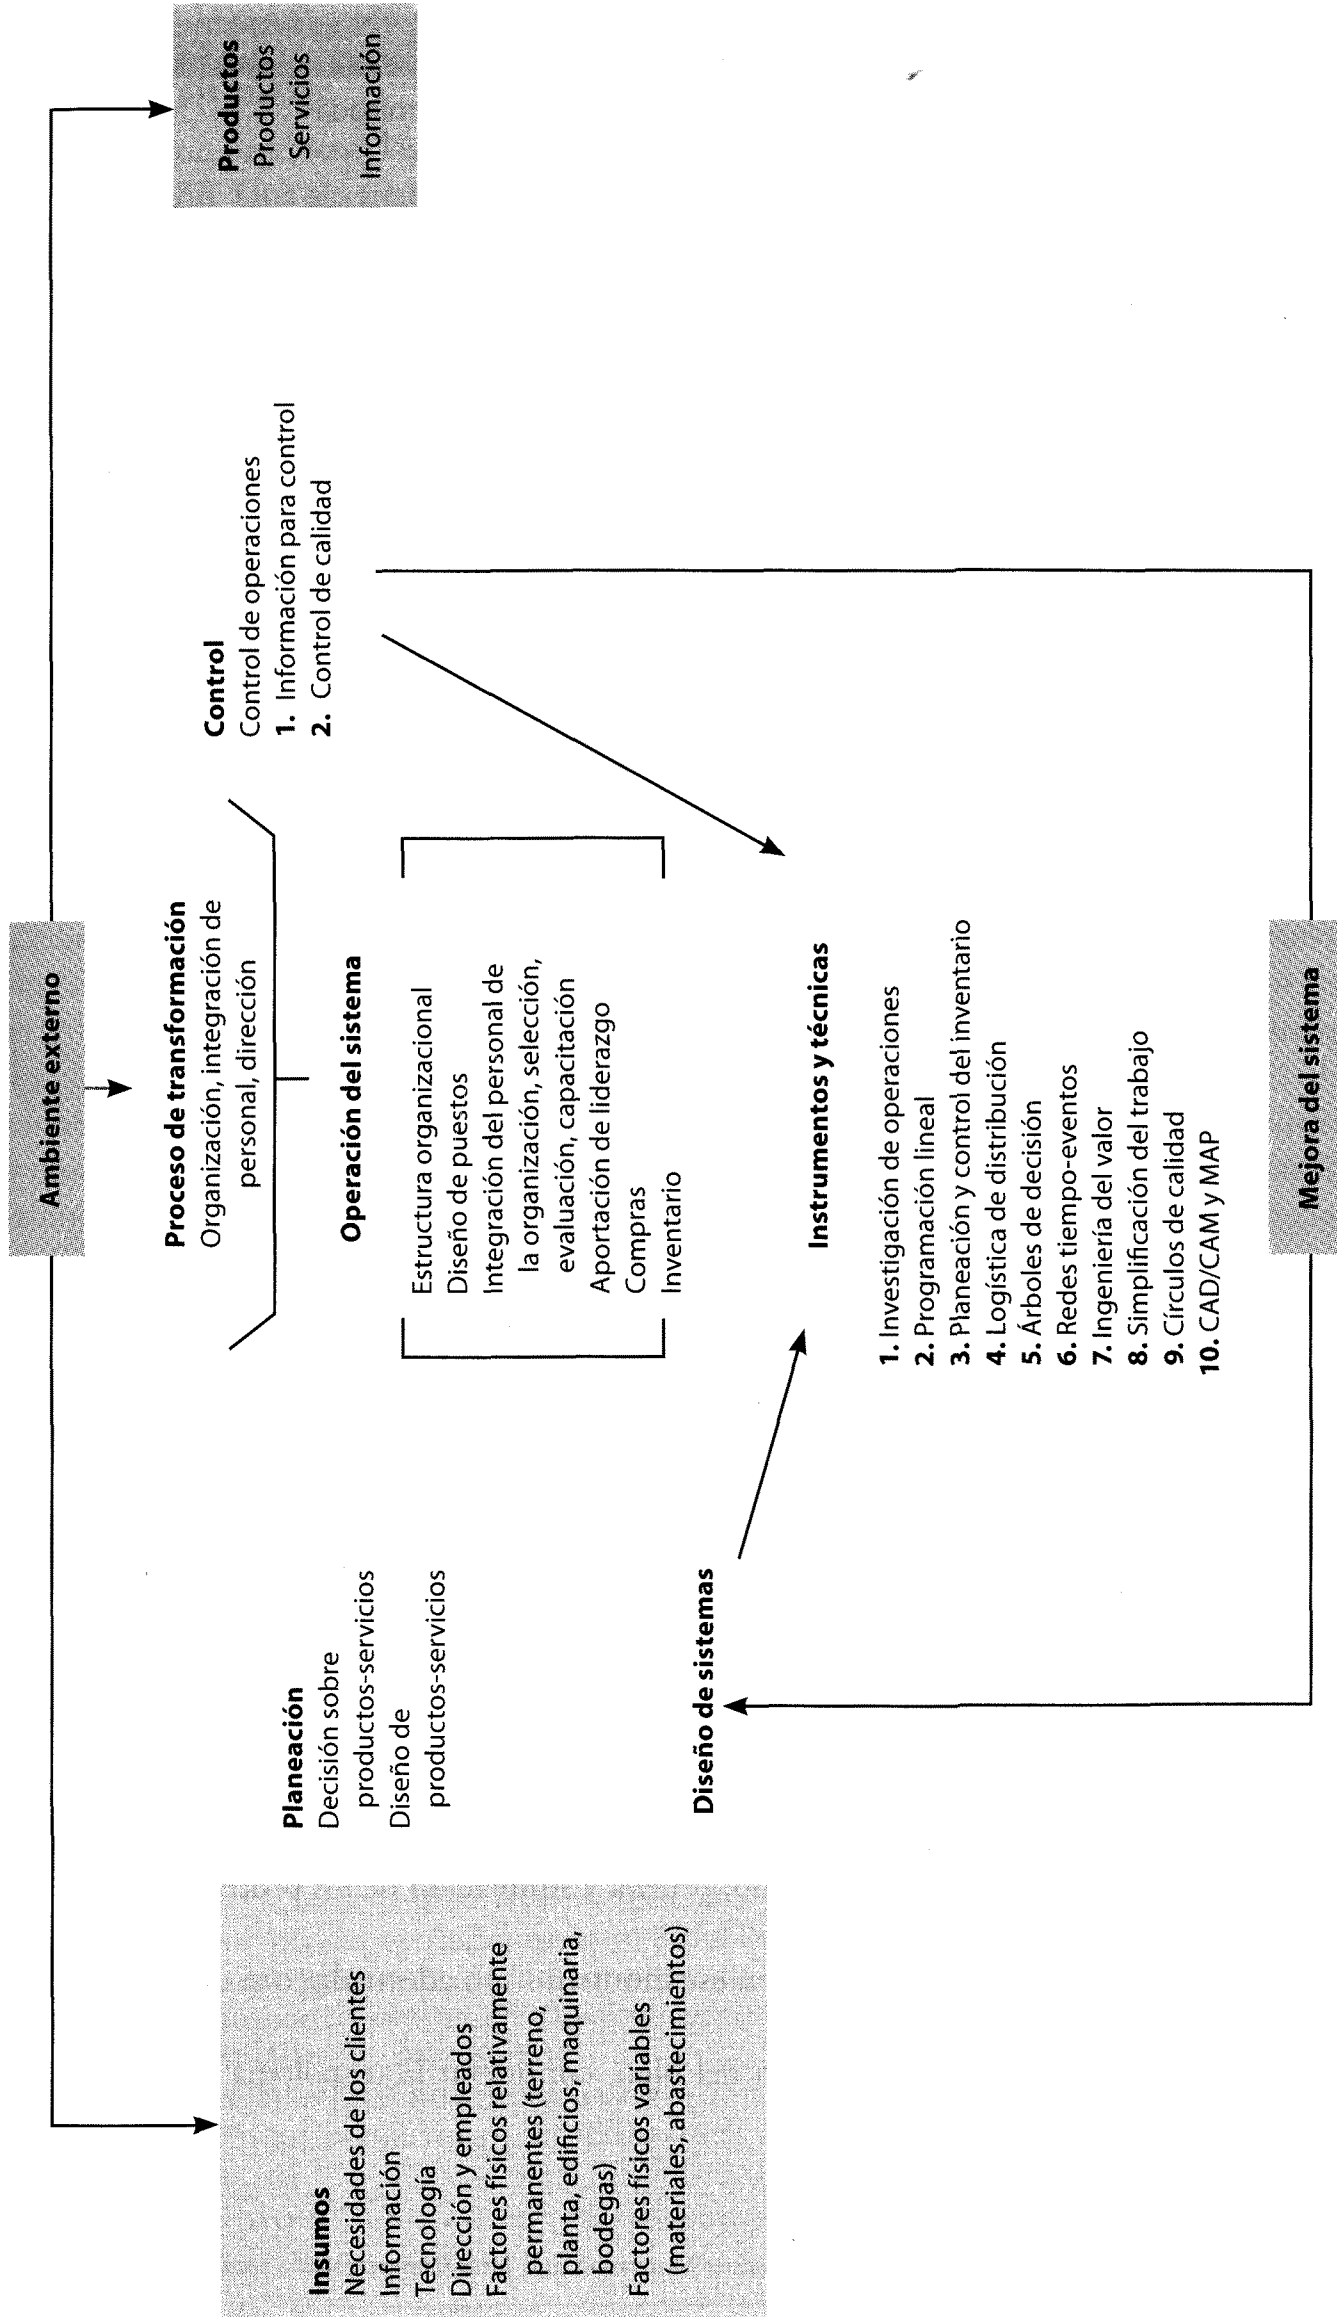 Ambiente externo
Insumos
Necesidades de los clientes
Información
Tecnología
Dirección y empleados
Factores físicos relativamente
permanentes (terreno,
planta, edificios, maquinaria,
bodegas)
Factores físicos variables
(materiales, abastecimientos)
Planeación
Decisión sobre
productos-servicios
Diseño de
productos-servicios
Diseño de sistemas
Proceso de transformación
Organización, integración de
personal, dirección
Operación del sistema
Estructura organizacional
Diseño de puestos
Integración del personal de
la organización, selección,
evaluación, capacitación
Aportación de liderazgo
Compras
Inventario
Instrumentos y técnicas
1. Investigación de operaciones
2. Programación lineal
3. Planeación y control del inventario
4. Logística de distribución
5. Árboles de decisión
6. Redes tiempo-eventos
7. Ingeniería del valor
8. Simplificación del trabajo
9. Círculos de calidad
10. CAD/CAM y MAP
Control
Control de operaciones
1. Información para control
2. Control de calidad
Productos
Productos
Servicios
Información
Mejora del sistema